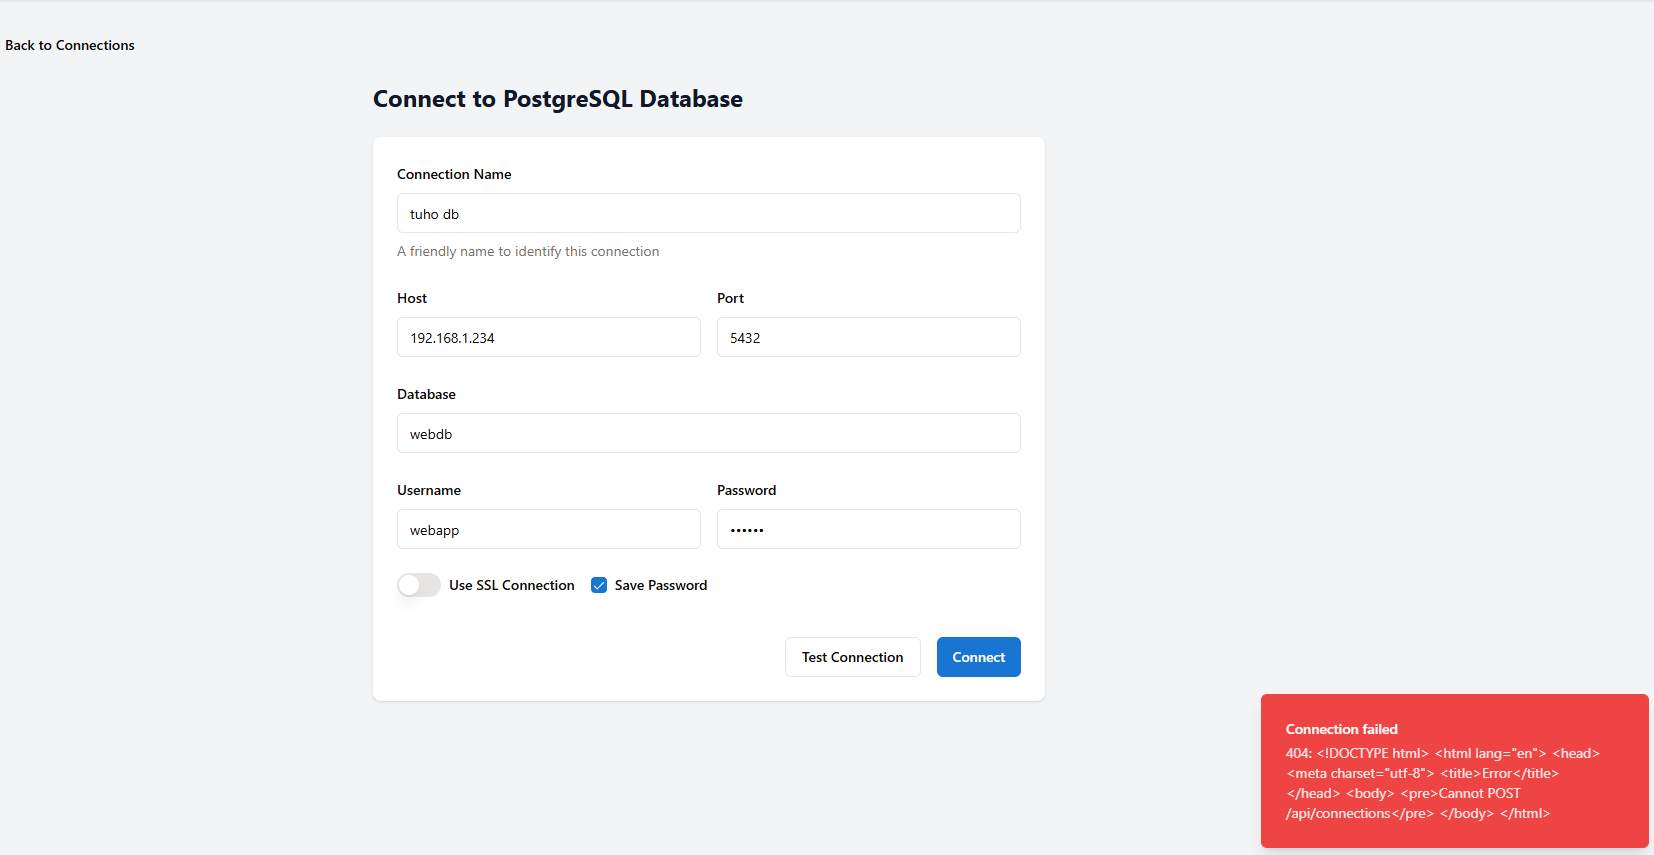 Back to Connections
Connect to PostgreSQL Database
Connection Name
tuho db
A friendly name to identify this connection
Host
Port
192.168.1.234
5432
Database
webdb
Username
Password
webapp
••••••
Use SSL Connection
Save Password
Test Connection
Connect
Connection failed
404: <!DOCTYPE html> <html lang="en"> <head>
<meta charset="utf-8"> <title>Error</title>
</head> <body> <pre>Cannot POST
/api/connections</pre> </body> </html>